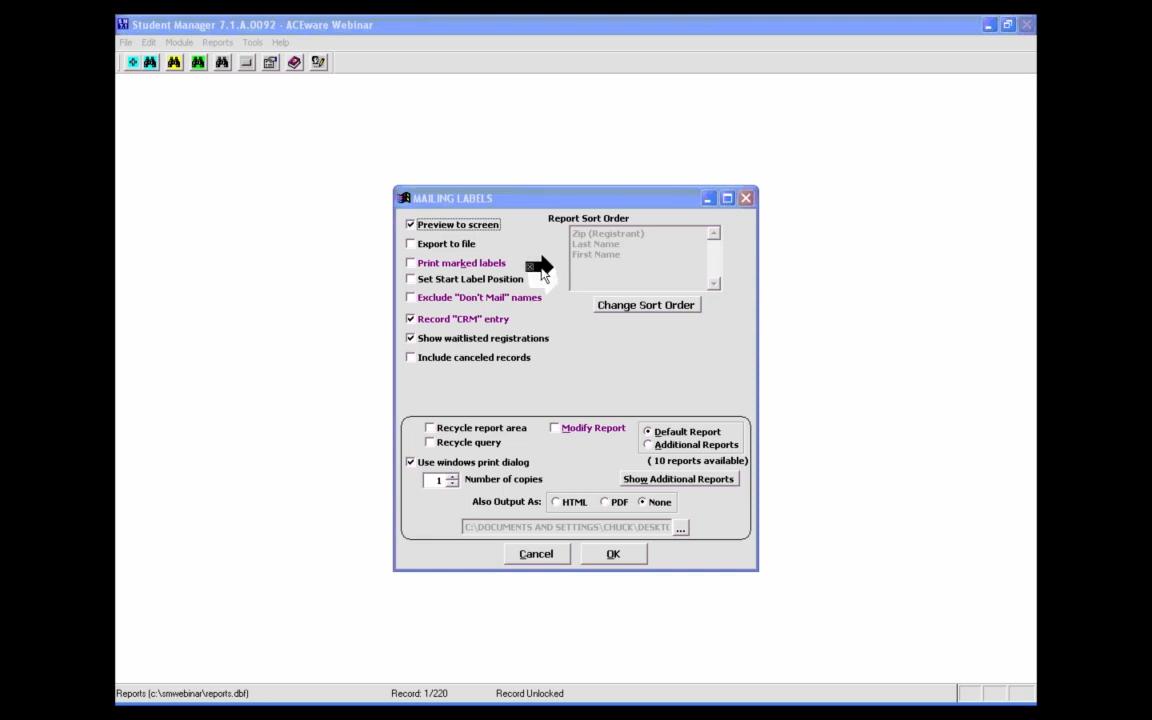 Student Manager 7.1.A.0092 - ACEware Webinar
File Edit Module Reports Tools Help
MAILING LABELS
Preview to screen
Export to file
Print marked labels
Set Start Label Position
Exclude "Don't Mail" names
Record "CRM" entry
Show waitlisted registrations
Include canceled records
Report Sort Order
Zip (Registrant)
Last Name
First Name
Change Sort Order
Recycle report area
Recycle query
Modify Report
Default Report
Additional Reports
( 10 reports available)
Use windows print dialog
1 Number of copies
Show Additional Reports
Also Output As: HTML PDF None
C:\DOCUMENTS AND SETTINGS\CHUCK\DESKTO ...
Cancel OK
Reports (c:\smwebinar\reports.dbf) Record: 1/220 Record Unlocked